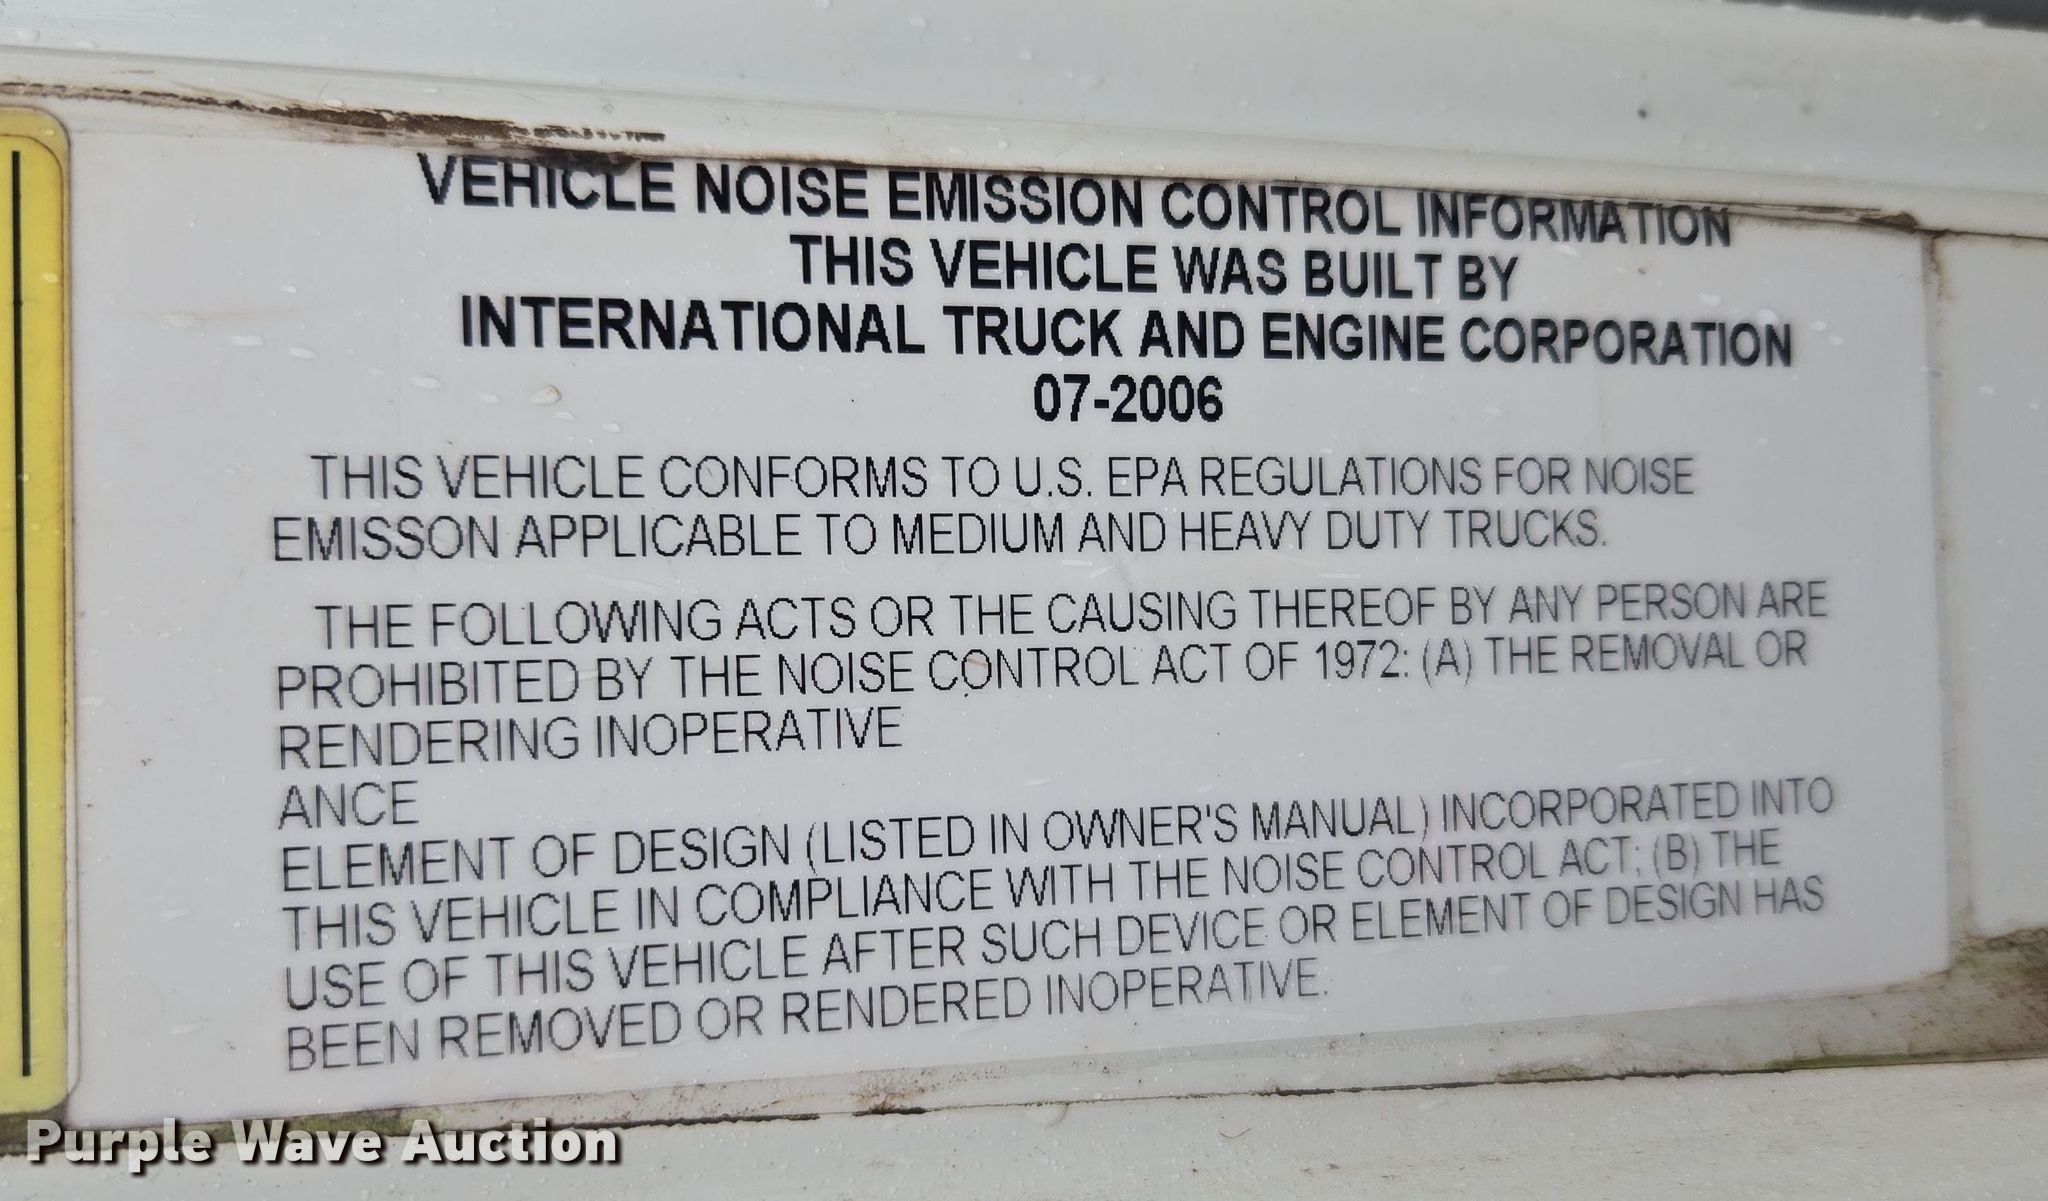 VEHICLE NOISE EMISSION CONTROL INFORMATION
THIS VEHICLE WAS BUILT BY
INTERNATIONAL TRUCK AND ENGINE CORPORATION
07-2006
THIS VEHICLE CONFORMS TO U.S. EPA REGULATIONS FOR NOISE
EMISSON APPLICABLE TO MEDIUM AND HEAVY DUTY TRUCKS.
THE FOLLOWING ACTS OR THE CAUSING THEREOF BY ANY PERSON ARE
PROHIBITED BY THE NOISE CONTROL ACT OF 1972: (A) THE REMOVAL OR
RENDERING INOPERATIVE
ANCE
ELEMENT OF DESIGN (LISTED IN OWNER'S MANUAL) INCORPORATED INTO
THIS VEHICLE IN COMPLIANCE WITH THE NOISE CONTROL ACT; (B) THE
USE OF THIS VEHICLE AFTER SUCH DEVICE OR ELEMENT OF DESIGN HAS
BEEN REMOVED OR RENDERED INOPERATIVE.
Purple Wave Auction